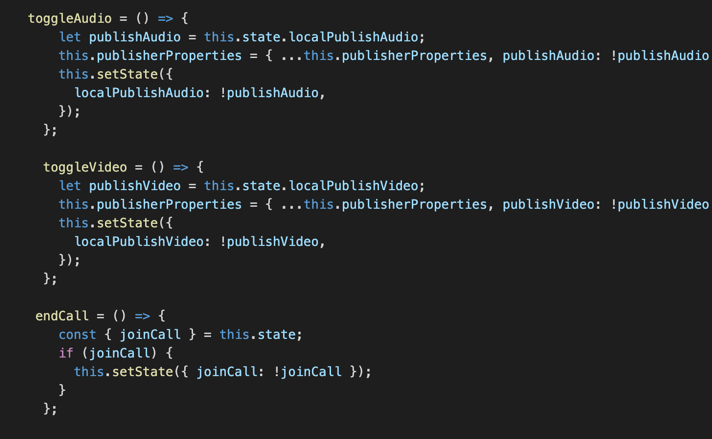 toggleAudio = () => {
let publishAudio = this.state.localPublishAudio;
this.publisherProperties = { ...this.publisherProperties, publishAudio: !publishAudio
this.setState({
localPublishAudio: !publishAudio,
});
};
toggleVideo = () => {
let publishVideo = this.state.localPublishVideo;
this.publisherProperties = { ...this.publisherProperties, publishVideo: !publishVideo
this.setState({
localPublishVideo: !publishVideo,
});
};
endCall = () => {
const { joinCall } = this.state;
if (joinCall) {
this.setState({ joinCall: !joinCall });
}
};